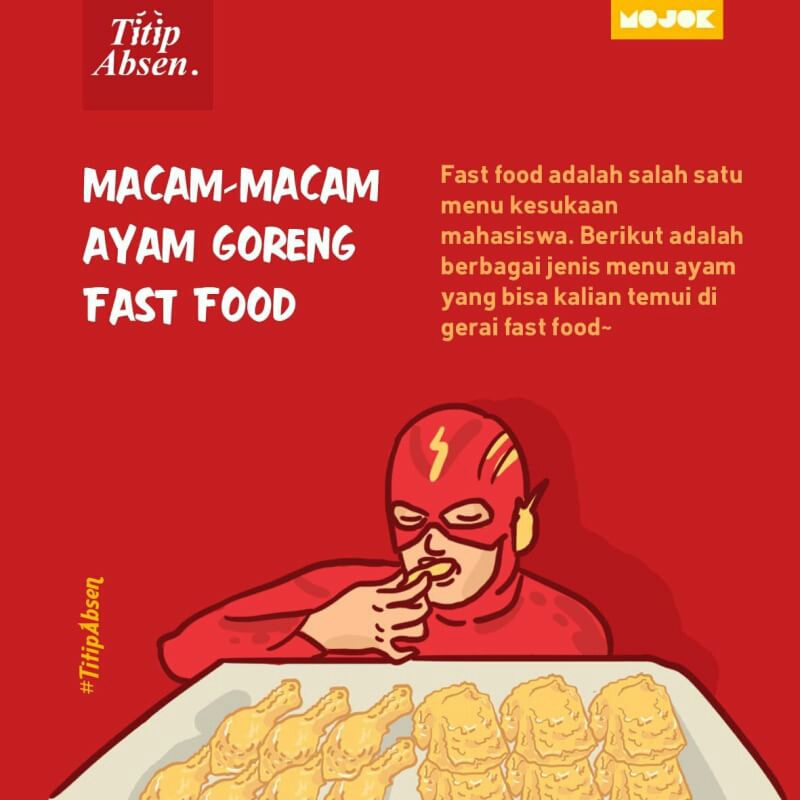 Titip
Absen.
MOJOK
MACAM-MACAM
AYAM GORENG
FAST FOOD
Fast food adalah salah satu
menu kesukaan
mahasiswa. Berikut adalah
berbagai jenis menu ayam
yang bisa kalian temui di
gerai fast food~
#TitipAbsen